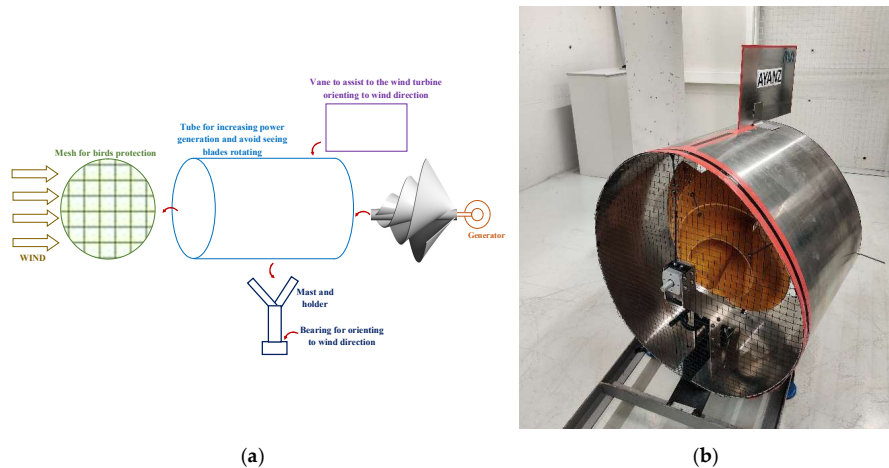 Vane to assist to the wind turbine
orienting to wind direction
Tube for increasing power
generation and avoid seeing
blades rotating
Mesh for birds protection
WIND
Generator
Mast and
holder
Bearing for orienting
to wind direction
AYANZ
(a)
(b)